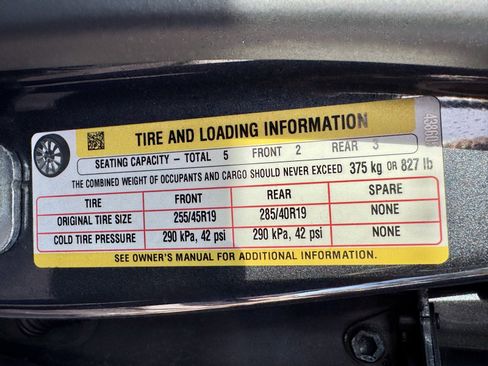 TIRE AND LOADING INFORMATION
SEATING CAPACITY – TOTAL 5 FRONT 2 REAR 3
THE COMBINED WEIGHT OF OCCUPANTS AND CARGO SHOULD NEVER EXCEED 375 kg OR 827 lb
TIRE FRONT REAR SPARE
ORIGINAL TIRE SIZE 255/45R19 285/40R19 NONE
COLD TIRE PRESSURE 290 kPa, 42 psi 290 kPa, 42 psi NONE
SEE OWNER'S MANUAL FOR ADDITIONAL INFORMATION.